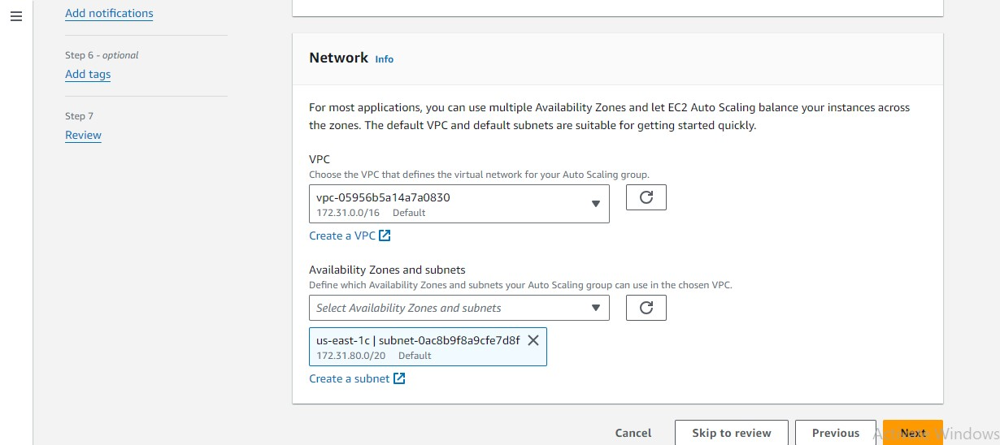 Add notifications
Step 6 - optional
Add tags
Step 7
Review
Network Info
For most applications, you can use multiple Availability Zones and let EC2 Auto Scaling balance your instances across
the zones. The default VPC and default subnets are suitable for getting started quickly.
VPC
Choose the VPC that defines the virtual network for your Auto Scaling group.
vpc-05956b5a14a7a0830
172.31.0.0/16 Default
Create a VPC
Availability Zones and subnets
Define which Availability Zones and subnets your Auto Scaling group can use in the chosen VPC.
Select Availability Zones and subnets
us-east-1c | subnet-0ac8b9f8a9cfe7d8f
172.31.80.0/20 Default
Create a subnet
Cancel Skip to review Previous Next
Windows